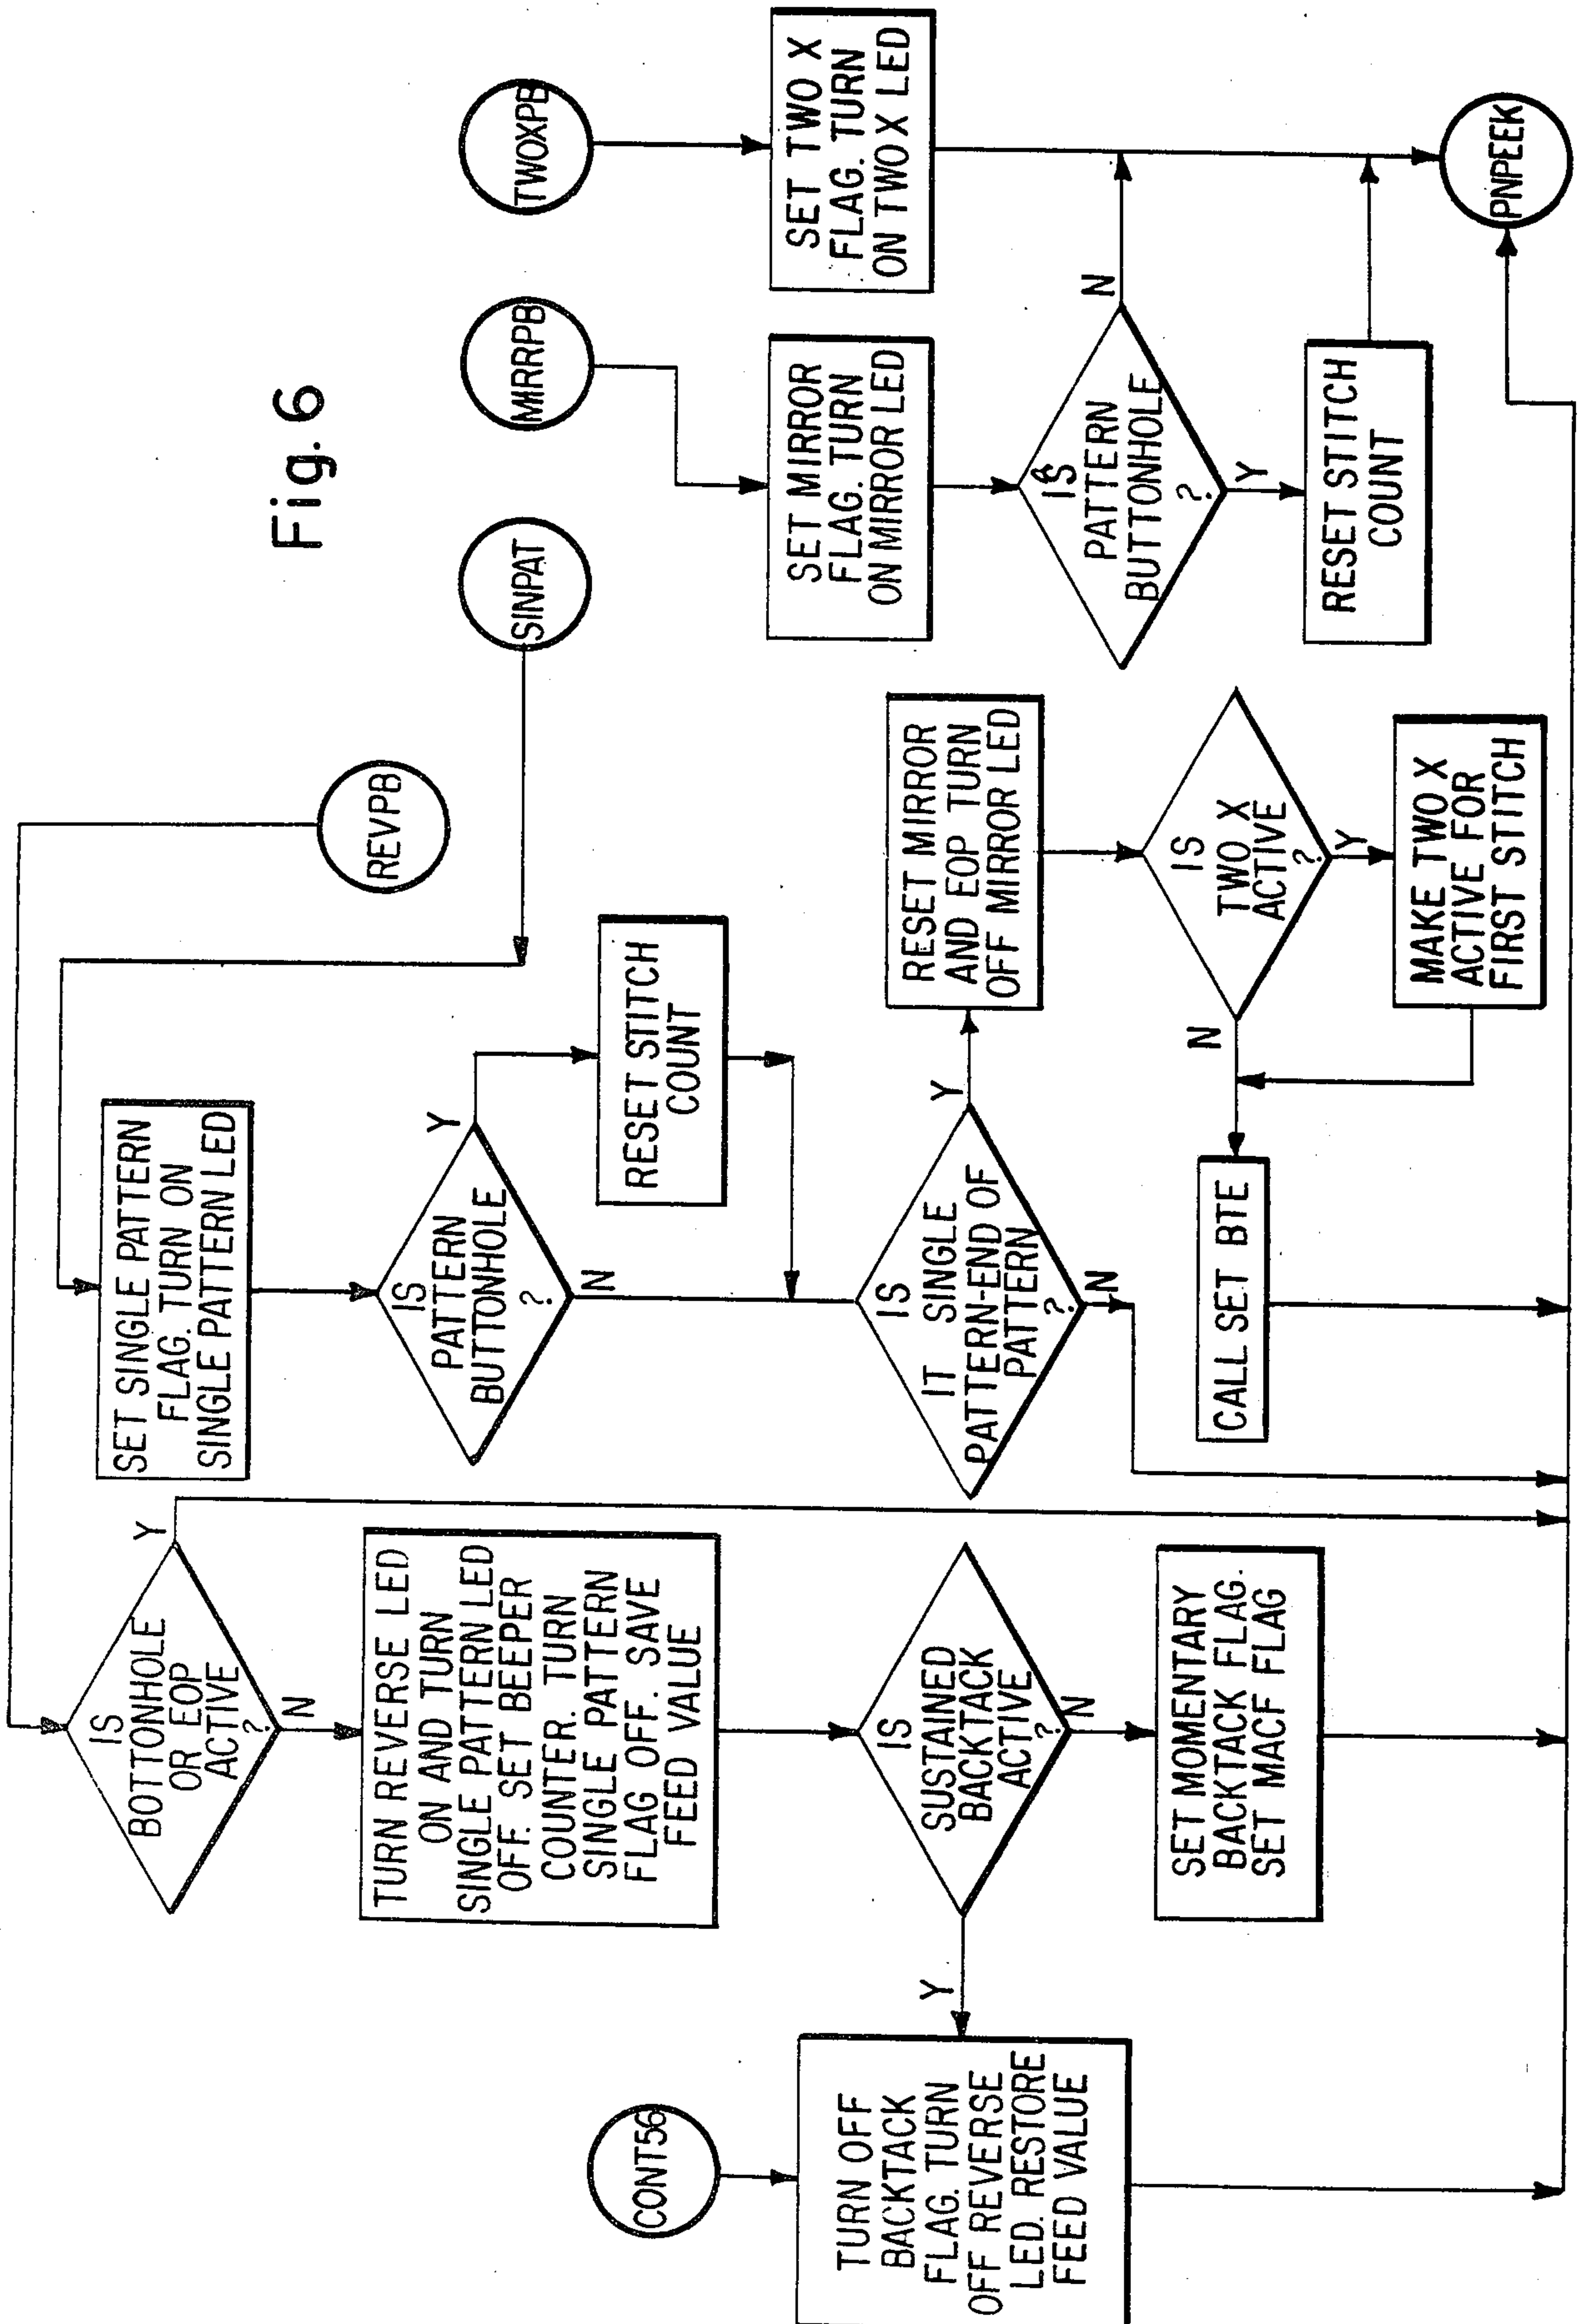 Fig. 6
CONT56
TURN OFF
BACKTACK
FLAG. TURN
OFF REVERSE
LED. RESTORE
FEED VALUE
IS
BOTTONHOLE
OR EOP
ACTIVE
?
Y
N
TURN REVERSE LED
ON AND TURN
SINGLE PATTERN LED
OFF. SET BEEPER
COUNTER. TURN
SINGLE PATTERN
FLAG OFF. SAVE
FEED VALUE
IS
SUSTAINED
BACKTACK
ACTIVE
?
Y
N
SET MOMENTARY
BACKTACK FLAG.
SET MACF FLAG
REVPB
SINPAT
SET SINGLE PATTERN
FLAG. TURN ON
SINGLE PATTERN LED
IS
PATTERN
BUTTONHOLE
?
Y
N
RESET STITCH
COUNT
IS
IT SINGLE
PATTERN-END OF
PATTERN
?
Y
N
RESET MIRROR
AND EOP TURN
OFF MIRROR LED
IS
TWO X
ACTIVE
?
N
Y
MAKE TWO X
ACTIVE FOR
FIRST STITCH
CALL SET BTE
MIRRPB
SET MIRROR
FLAG. TURN
ON MIRROR LED
IS
PATTERN
BUTTONHOLE
?
N
Y
RESET STITCH
COUNT
TWOXPB
SET TWO X
FLAG. TURN
ON TWO X LED
PNPEEK